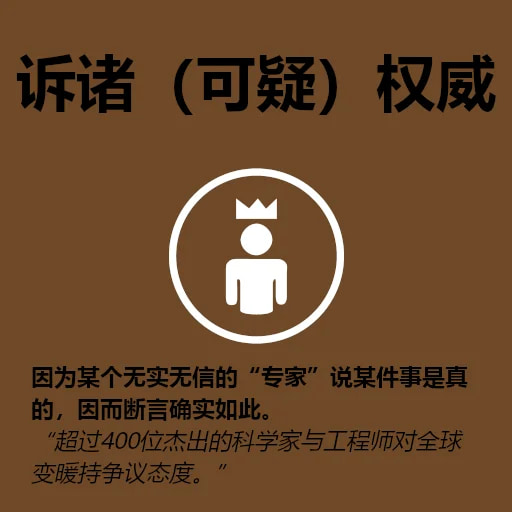 诉诸（可疑）权威
因为某个无实无信的“专家”说某件事是真
的，因而断言确实如此。
“超过400位杰出的科学家与工程师对全球
变暖持争议态度。”